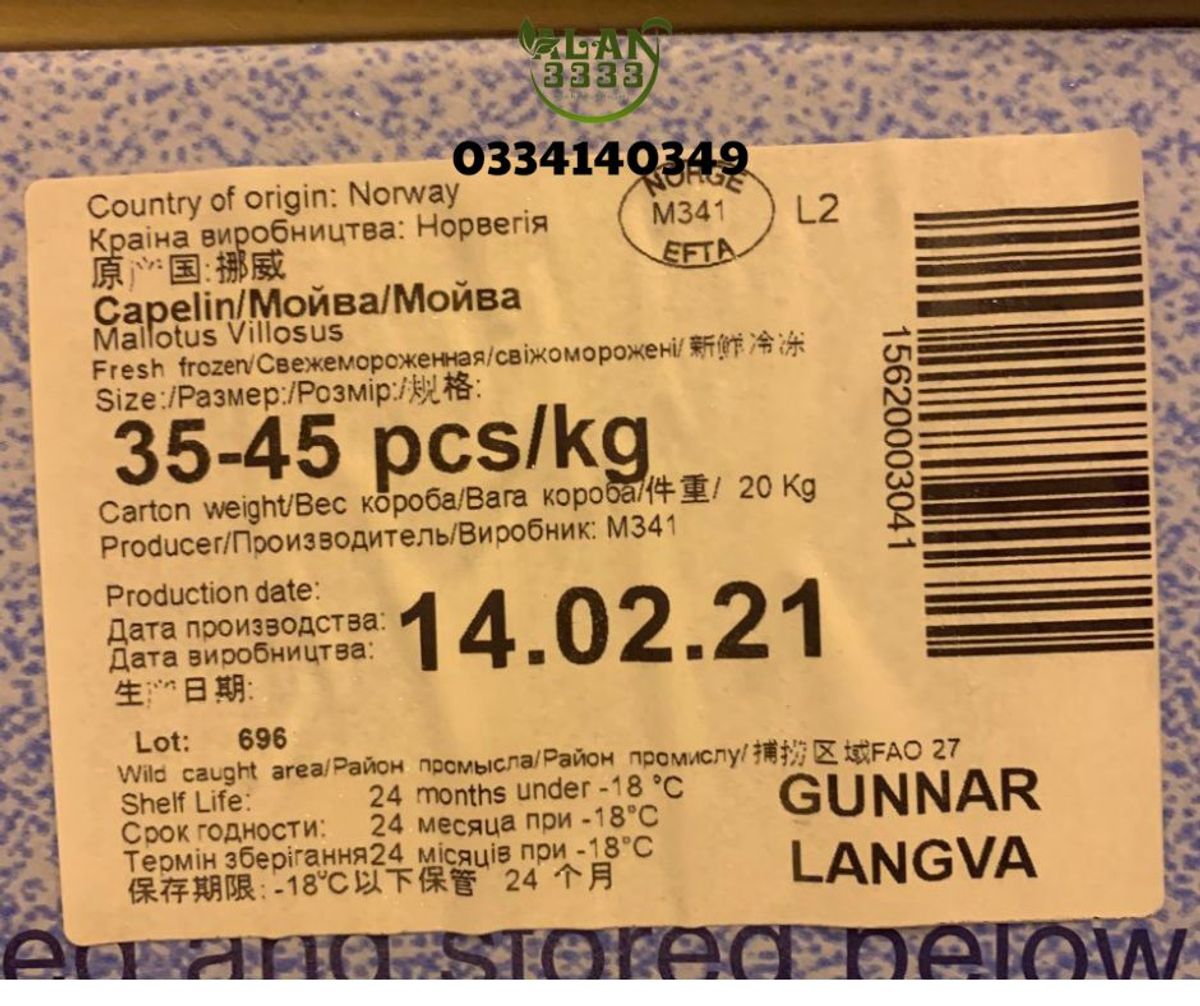 ALAN
3333
0334140349
Country of origin: Norway
Країна виробництва: Норвегія
原产国:挪威
NORGE
M341
EFTA
L2
Capelin/Мойва/Мойва
Mallotus Villosus
Fresh frozen/Свежемороженная/свіжоморожені/新鲜冷冻
Size:/Размер:/Розмір:/规格:
35-45 pcs/kg
Carton weight/Вес короба/Вага короба/件重/ 20 Kg
Producer/Производитель/Виробник: M341
Production date:
Дата производства:
Дата виробництва:
生产日期:
14.02.21
Lot: 696
Wild caught area/Район промысла/Район промислу/捕捞区域FAO 27
Shelf Life: 24 months under -18 °C
Срок годности: 24 месяца при -18°C
Термін зберігання24 місяців при -18°C
保存期限:-18°C以下保管 24 个月
GUNNAR
LANGVA
15620003041
ed and stored below